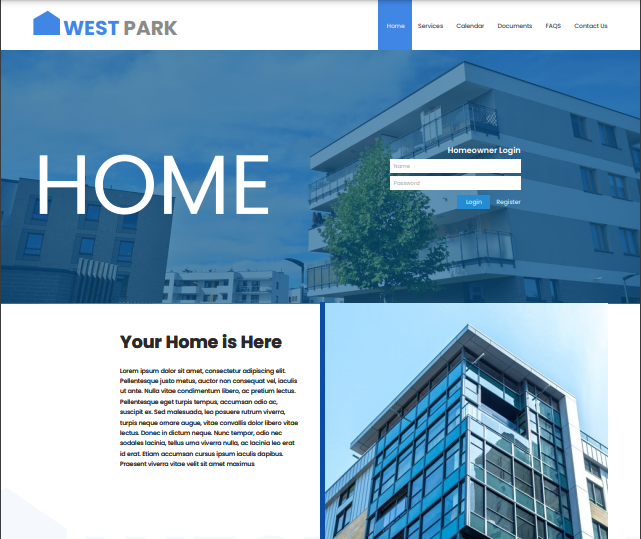 WEST PARK
Home Services Calendar Documents FAQS Contact Us
HOME
Homeowner Login
Name
Password
Login Register
Your Home is Here
Lorem ipsum dolor sit amet, consectetur adipiscing elit.
Pellentesque justo metus, auctor non consequat vel, iaculis
ut ante. Nulla vitae condimentum libero, ac pretium lectus.
Pellentesque eget turpis tempus, accumsan odio ac,
suscipit ex. Sed malesuada, leo posuere rutrum viverra,
turpis neque ornare augue, vitae convallis dolor libero vitae
lectus. Donec in dictum neque. Nunc tempor, odio nec
sodales lacinia, tellus urna viverra nulla, ac lacinia leo erat
id erat. Etiam accumsan cursus ipsum iaculis dapibus.
Praesent viverra vitae velit sit amet maximus